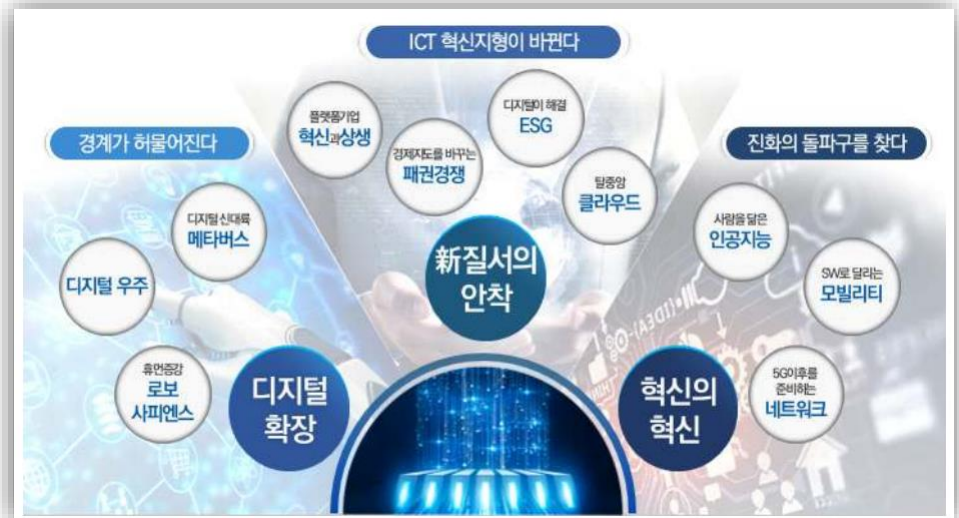 ICT 혁신지형이 바뀐다
플랫폼기업
혁신과상생
경제지도를 바꾸는
패권경쟁
디지털이 해결
ESG
탈중앙
클라우드
新질서의
안착
경계가 허물어진다
디지털 신대륙
메타버스
디지털 우주
휴먼증강
로보
사피엔스
디지털
확장
진화의 돌파구를 찾다
사람을 닮은
인공지능
SW로 달리는
모빌리티
5G이후를
준비하는
네트워크
혁신의
혁신